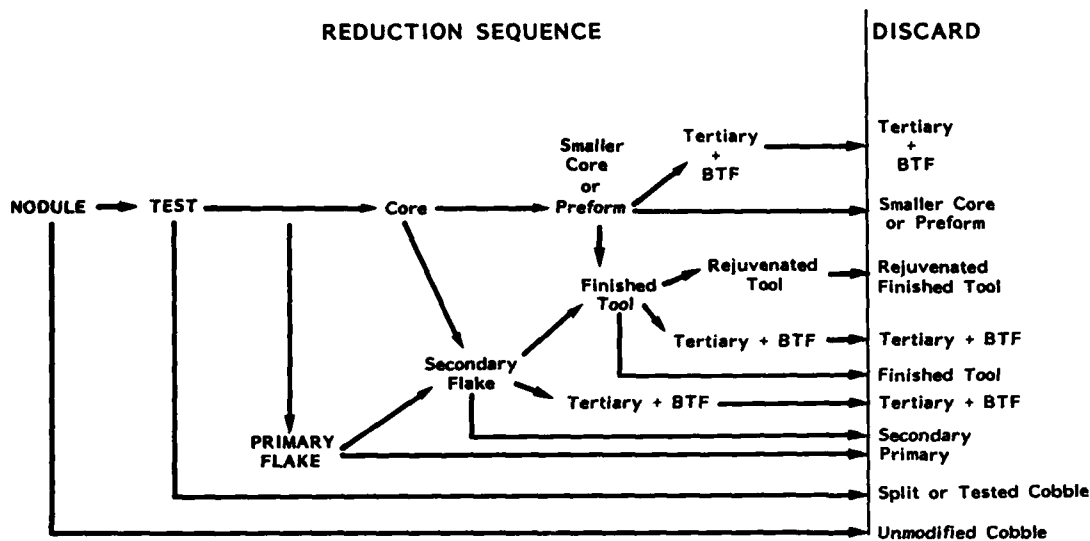 REDUCTION SEQUENCE
DISCARD
Smaller
Core
or
Preform
Tertiary
+
BTF
Tertiary
+
BTF
NODULE
TEST
Core
Smaller Core
or Preform
Finished
Tool
Rejuvenated
Tool
Rejuvenated
Finished Tool
Tertiary + BTF
Tertiary + BTF
Secondary
Flake
Finished Tool
Tertiary + BTF
Tertiary + BTF
PRIMARY
FLAKE
Secondary
Primary
Split or Tested Cobble
Unmodified Cobble